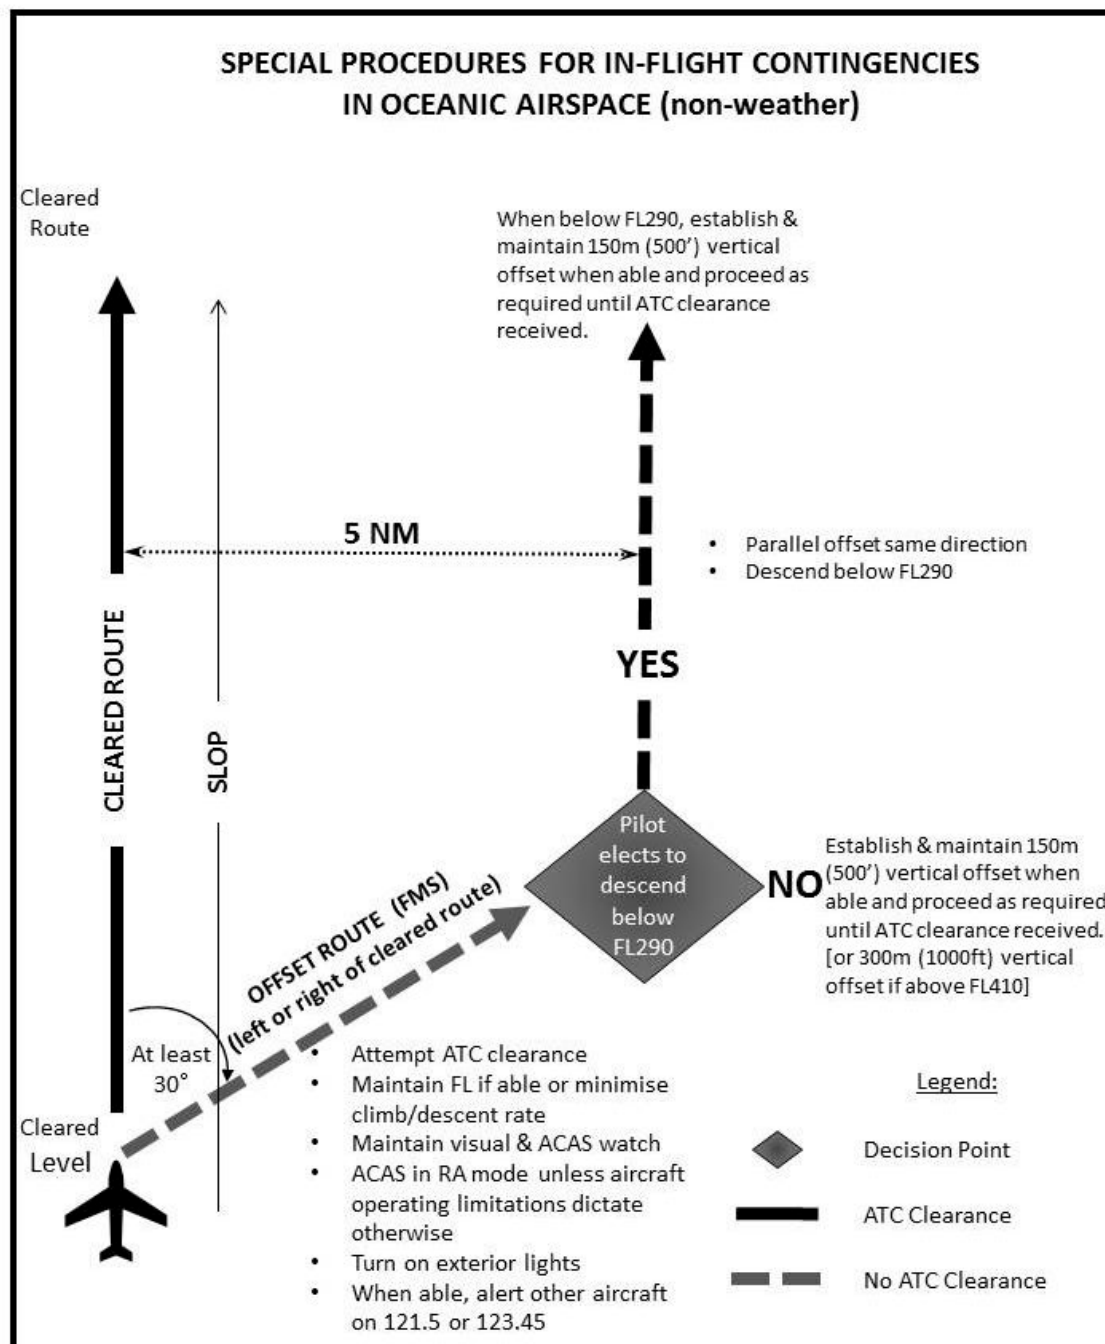 SPECIAL PROCEDURES FOR IN-FLIGHT CONTINGENCIES
IN OCEANIC AIRSPACE (non-weather)
Cleared
Route
When below FL290, establish &
maintain 150m (500’) vertical
offset when able and proceed as
required until ATC clearance
received.
5 NM
• Parallel offset same direction
• Descend below FL290
CLEARED ROUTE
SLOP
YES
Pilot
elects to
descend
below
FL290
NO
Establish & maintain 150m
(500’) vertical offset when
able and proceed as required
until ATC clearance received.
[or 300m (1000ft) vertical
offset if above FL410]
OFFSET ROUTE (FMS)
(left or right of cleared route)
At least
30°
Cleared
Level
• Attempt ATC clearance
• Maintain FL if able or minimise
climb/descent rate
• Maintain visual & ACAS watch
• ACAS in RA mode unless aircraft
operating limitations dictate
otherwise
• Turn on exterior lights
• When able, alert other aircraft
on 121.5 or 123.45
Legend:
Decision Point
ATC Clearance
No ATC Clearance